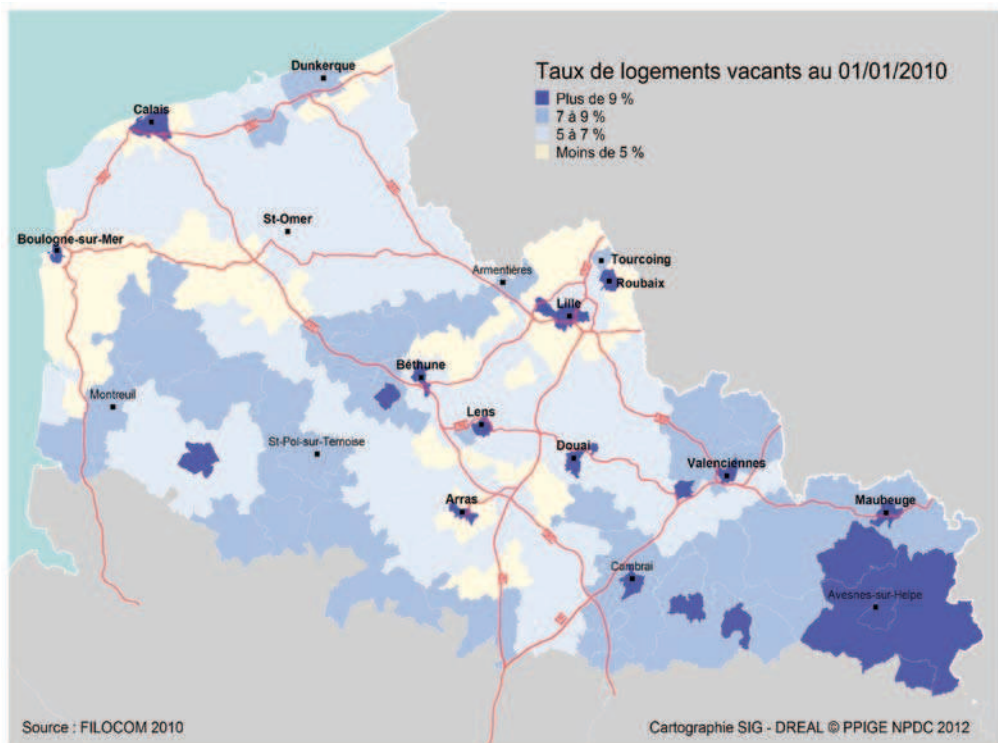 Taux de logements vacants au 01/01/2010
Plus de 9 %
7 à 9 %
5 à 7 %
Moins de 5 %
Dunkerque
Calais
St-Omer
Boulogne-sur-Mer
Tourcoing
Armentières
Roubaix
Lille
Béthune
Montreuil
Lens
St-Pol-sur-Ternoise
Douai
Valenciennes
Arras
Maubeuge
Cambrai
Avesnes-sur-Helpe
Source : FILOCOM 2010
Cartographie SIG - DREAL © PPIGE NPDC 2012